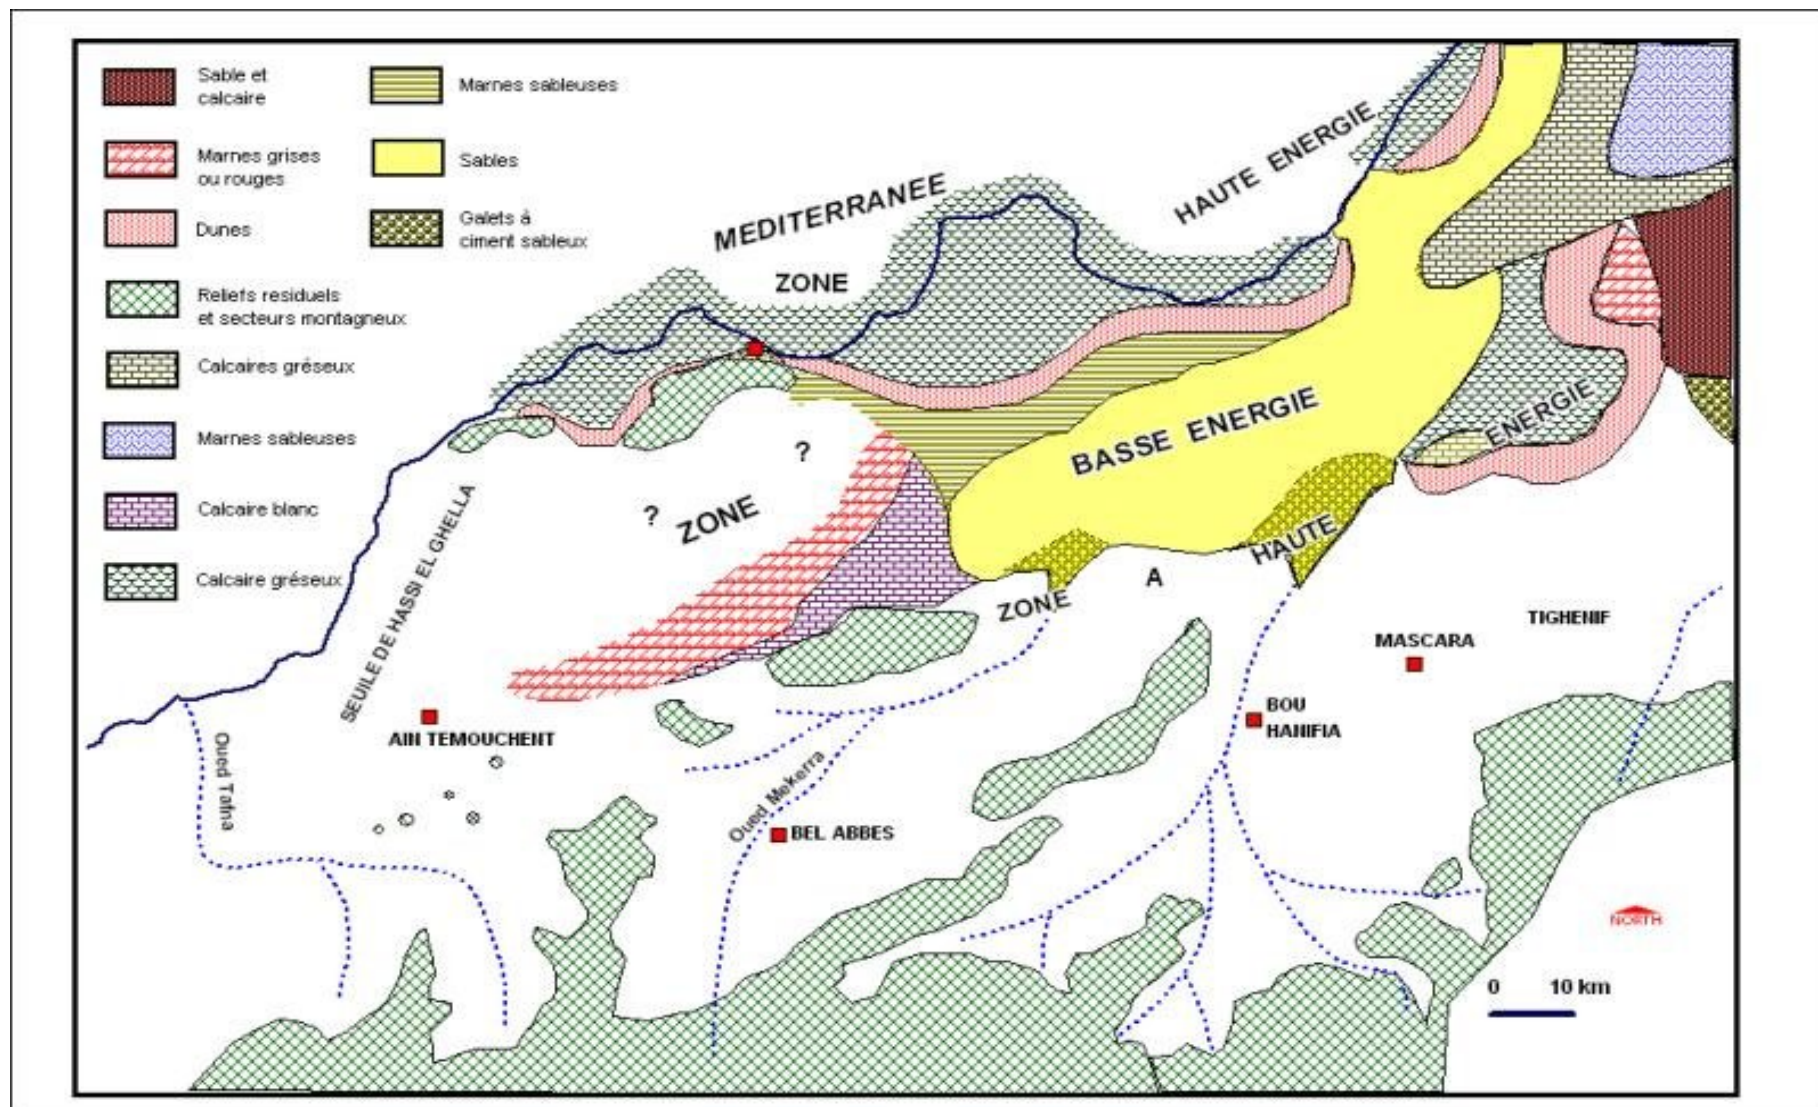 Sable et
calcaire
Marnes grises
ou rouges
Dunes
Reliefs residuels
et secteurs montagneux
Calcaires gréseux
Marnes sableuses
Calcaire blanc
Calcaire gréseux
Marnes sableuses
Sables
Galets à
ciment sableux
MEDITERRANEE
ZONE
HAUTE ENERGIE
BASSE ENERGIE
ZONE
?
?
ENERGIE
HAUTE
ZONE
A
SEUILE DE HASSI EL GHELLA
AIN TEMOUCHENT
Oued Tafna
Oued Mekerra
BEL ABBES
BOU
HANIFIA
MASCARA
TIGHENIF
NORTH
0 10 km